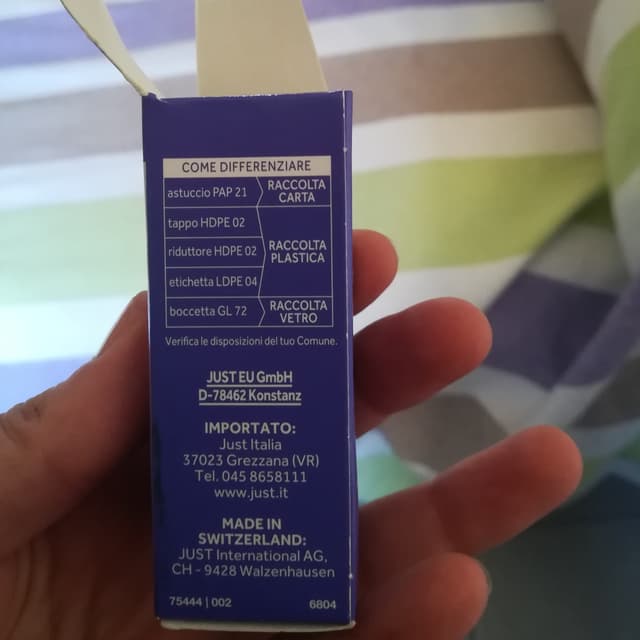 COME DIFFERENZIARE
astuccio PAP 21
RACCOLTA
CARTA
tappo HDPE 02
riduttore HDPE 02
etichetta LDPE 04
RACCOLTA
PLASTICA
boccetta GL 72
RACCOLTA
VETRO
Verifica le disposizioni del tuo Comune.
JUST EU GmbH
D-78462 Konstanz
IMPORTATO:
Just Italia
37023 Grezzana (VR)
Tel. 045 8658111
www.just.it
MADE IN
SWITZERLAND:
JUST International AG,
CH - 9428 Walzenhausen
75444 | 002 6804